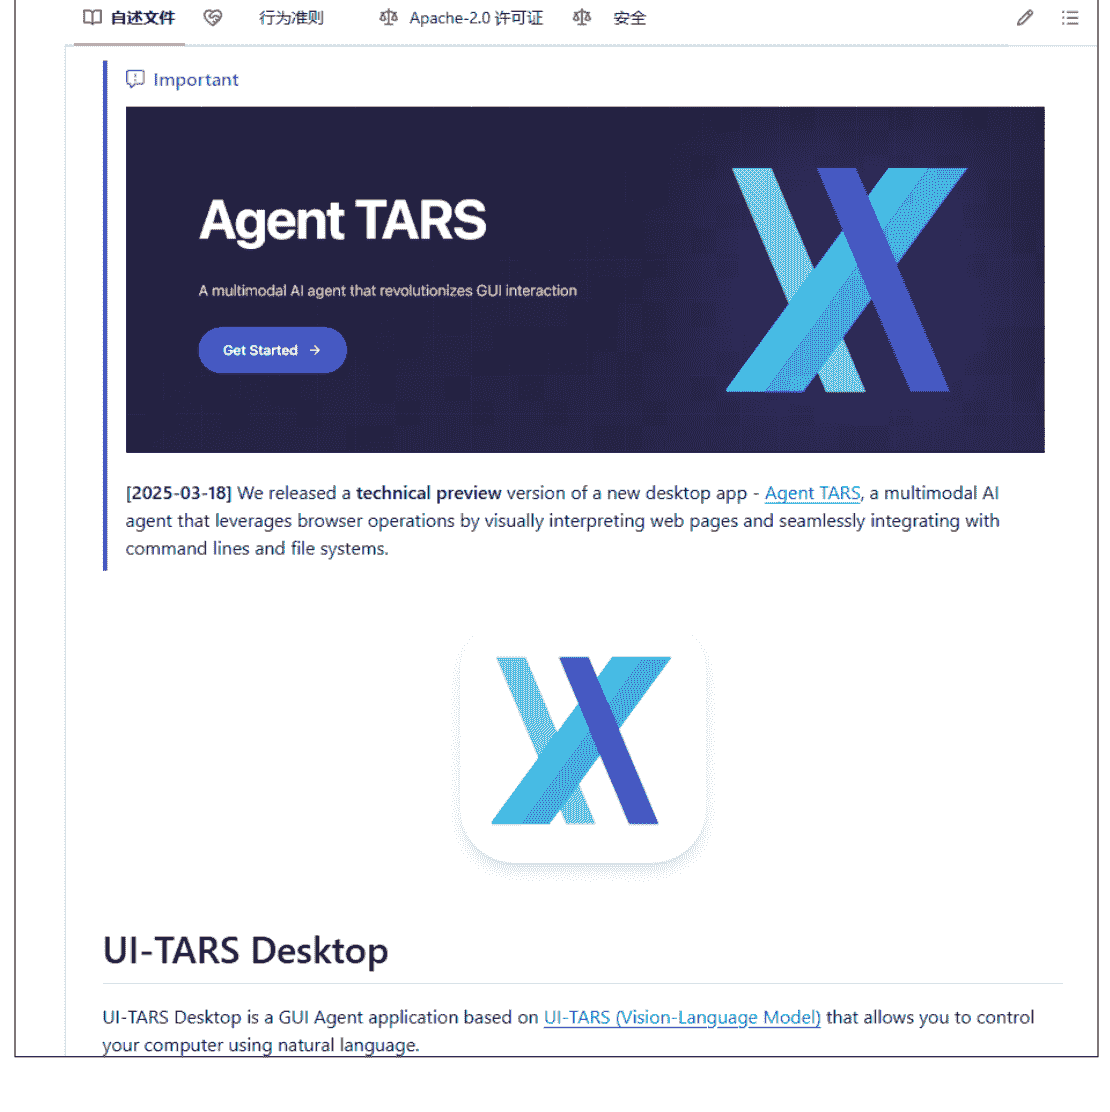 自述文件 行为准则 Apache-2.0 许可证 安全
Important
Agent TARS
A multimodal AI agent that revolutionizes GUI interaction
Get Started →
[2025-03-18] We released a technical preview version of a new desktop app - Agent TARS, a multimodal AI
agent that leverages browser operations by visually interpreting web pages and seamlessly integrating with
command lines and file systems.
UI-TARS Desktop
UI-TARS Desktop is a GUI Agent application based on UI-TARS (Vision-Language Model) that allows you to control
your computer using natural language.